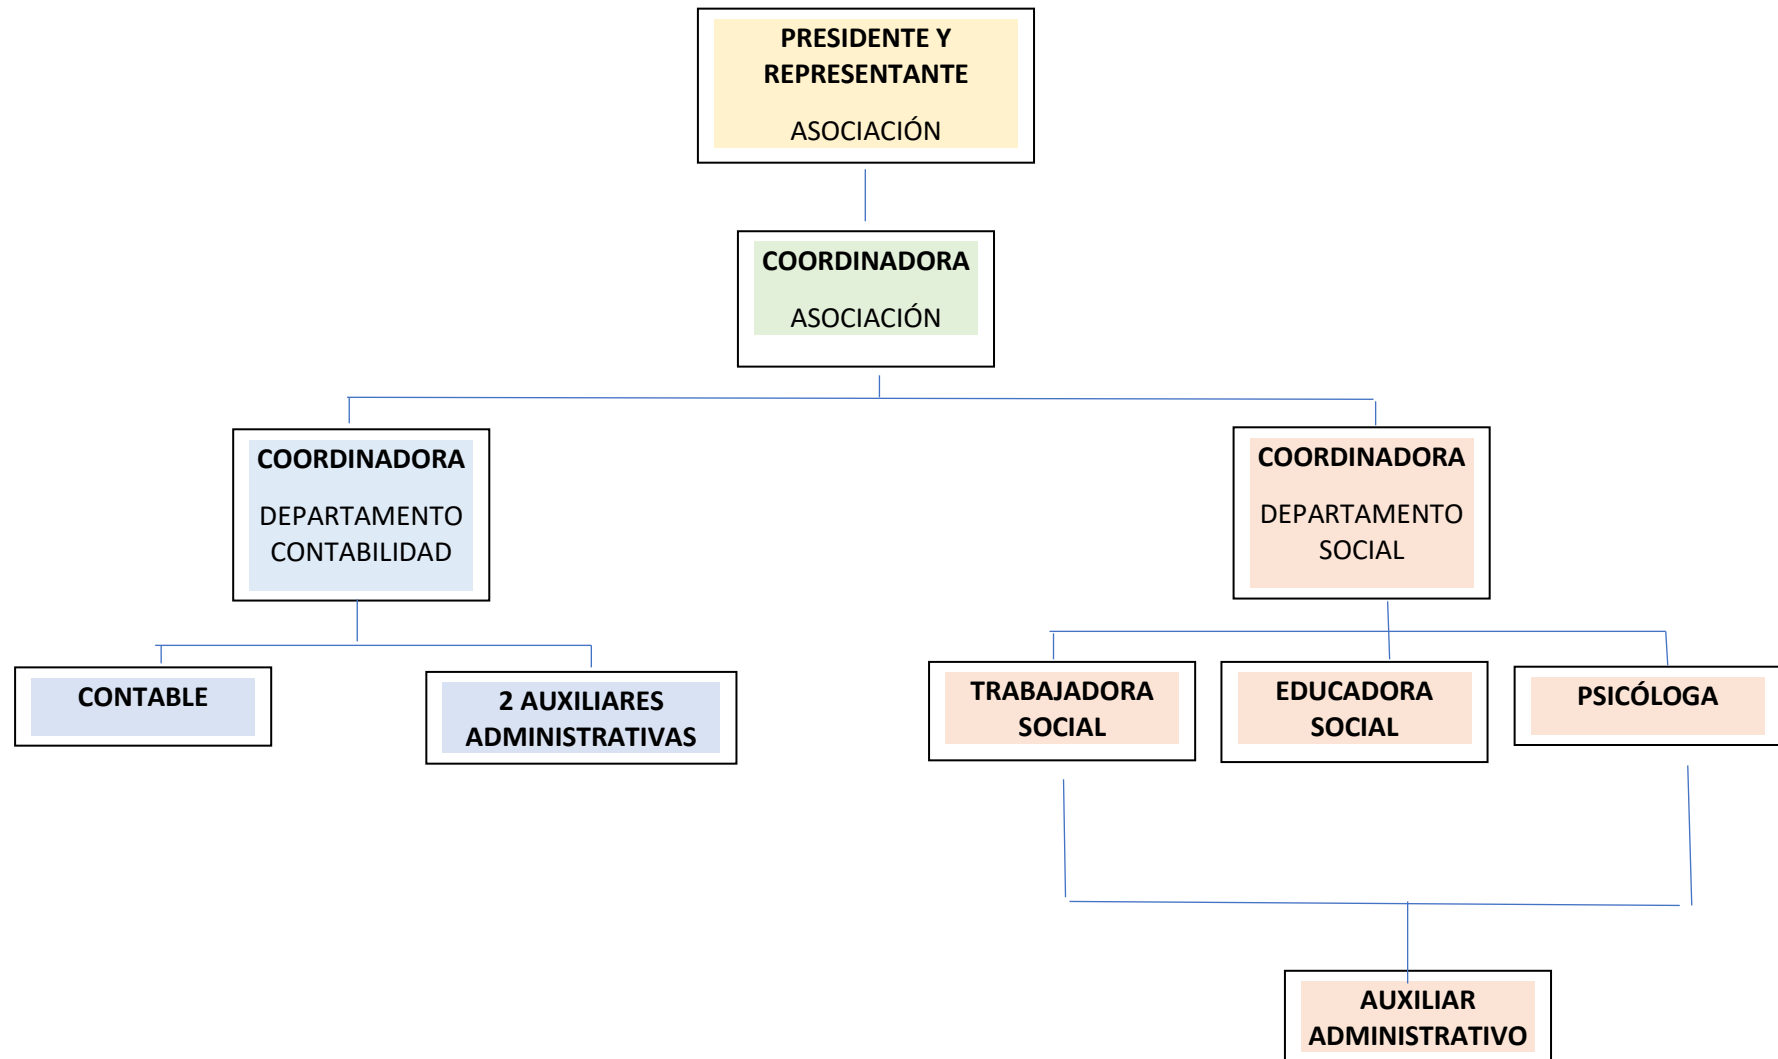 PRESIDENTE Y
REPRESENTANTE
ASOCIACIÓN
COORDINADORA
ASOCIACIÓN
COORDINADORA
DEPARTAMENTO
CONTABILIDAD
COORDINADORA
DEPARTAMENTO
SOCIAL
CONTABLE
2 AUXILIARES
ADMINISTRATIVAS
TRABAJADORA
SOCIAL
EDUCADORA
SOCIAL
PSICÓLOGA
AUXILIAR
ADMINISTRATIVO